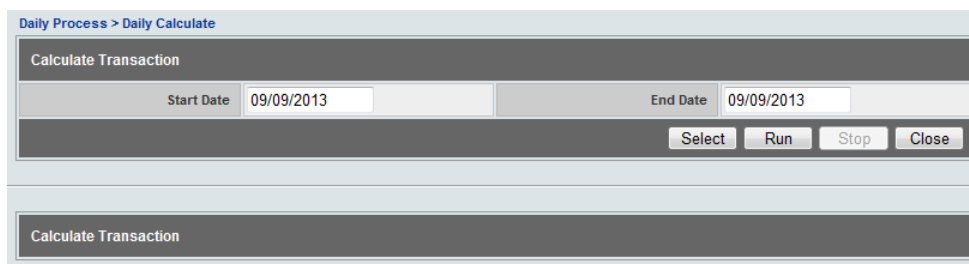 Daily Process > Daily Calculate
Calculate Transaction
Start Date 09/09/2013 End Date 09/09/2013
Select Run Stop Close
Calculate Transaction